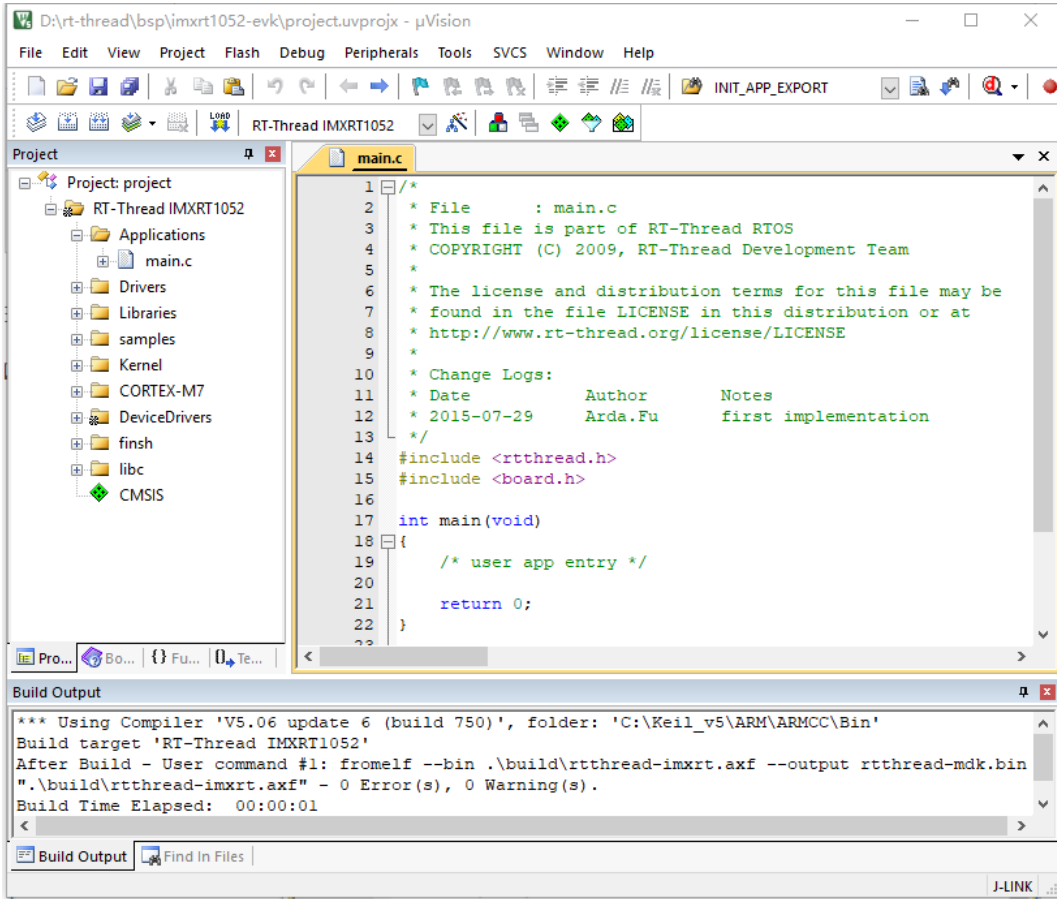 D:\rt-thread\bsp\imxrt1052-evk\project.uvprojx - µVision
File Edit View Project Flash Debug Peripherals Tools SVCS Window Help
INIT_APP_EXPORT
LOAD RT-Thread IMXRT1052
Project
Project: project
RT-Thread IMXRT1052
Applications
main.c
Drivers
Libraries
samples
Kernel
CORTEX-M7
DeviceDrivers
finsh
libc
CMSIS
Pro... Bo... {} Fu... Te...
main.c
1 /*
2 * File : main.c
3 * This file is part of RT-Thread RTOS
4 * COPYRIGHT (C) 2009, RT-Thread Development Team
5 *
6 * The license and distribution terms for this file may be
7 * found in the file LICENSE in this distribution or at
8 * http://www.rt-thread.org/license/LICENSE
9 *
10 * Change Logs:
11 * Date Author Notes
12 * 2015-07-29 Arda.Fu first implementation
13 */
14 #include <rtthread.h>
15 #include <board.h>
16
17 int main(void)
18 {
19 /* user app entry */
20
21 return 0;
22 }
23
Build Output
*** Using Compiler 'V5.06 update 6 (build 750)', folder: 'C:\Keil_v5\ARM\ARMCC\Bin'
Build target 'RT-Thread IMXRT1052'
After Build - User command #1: fromelf --bin .\build\rtthread-imxrt.axf --output rtthread-mdk.bin
".\build\rtthread-imxrt.axf" - 0 Error(s), 0 Warning(s).
Build Time Elapsed: 00:00:01
Build Output Find In Files
J-LINK